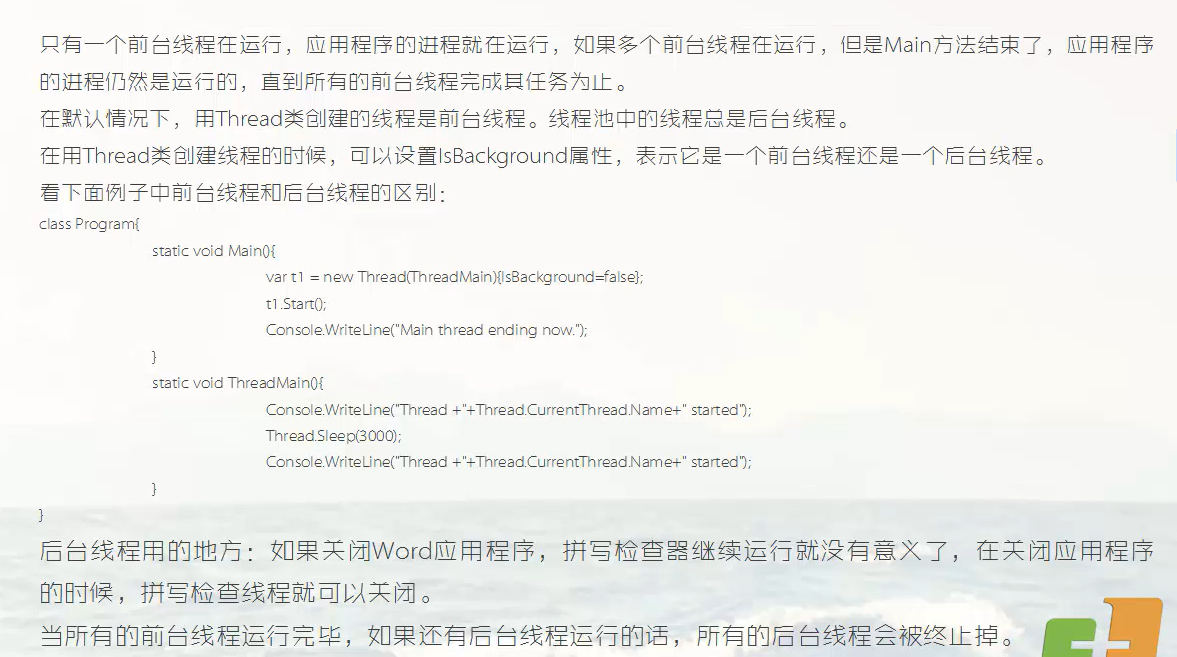 只有一个前台线程在运行，应用程序的进程就在运行，如果多个前台线程在运行，但是Main方法结束了，应用程序
的进程仍然是运行的，直到所有的前台线程完成其任务为止。
在默认情况下，用Thread类创建的线程是前台线程。线程池中的线程总是后台线程。
在用Thread类创建线程的时候，可以设置IsBackground属性，表示它是一个前台线程还是一个后台线程。
看下面例子中前台线程和后台线程的区别：
class Program{
static void Main(){
var t1 = new Thread(ThreadMain){IsBackground=false};
t1.Start();
Console.WriteLine("Main thread ending now.");
}
static void ThreadMain(){
Console.WriteLine("Thread +"+Thread.CurrentThread.Name+" started");
Thread.Sleep(3000);
Console.WriteLine("Thread +"+Thread.CurrentThread.Name+" started");
}
}
后台线程用的地方：如果关闭Word应用程序，拼写检查器继续运行就没有意义了，在关闭应用程序
的时候，拼写检查线程就可以关闭。
当所有的前台线程运行完毕，如果还有后台线程运行的话，所有的后台线程会被终止掉。